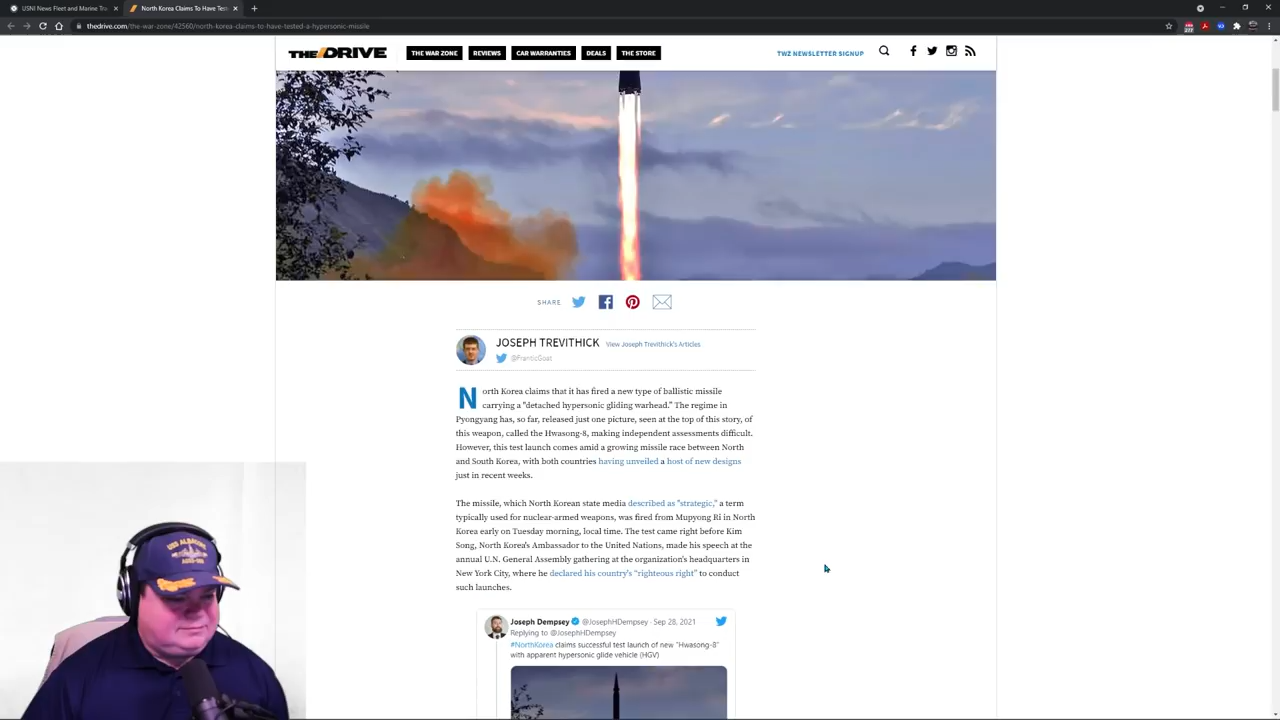 USNI News Fleet and Marine Tra
North Korea Claims To Have Test
thedrive.com/the-war-zone/42560/north-korea-claims-to-have-tested-a-hypersonic-missile
THE/DRIVE
THE WAR ZONE
REVIEWS
CAR WARRANTIES
DEALS
THE STORE
TWZ NEWSLETTER SIGNUP
SHARE
JOSEPH TREVITHICK View Joseph Trevithick's Articles
@FranticGoat
North Korea claims that it has fired a new type of ballistic missile
carrying a "detached hypersonic gliding warhead." The regime in
Pyongyang has, so far, released just one picture, seen at the top of this story, of
this weapon, called the Hwasong-8, making independent assessments difficult.
However, this test launch comes amid a growing missile race between North
and South Korea, with both countries having unveiled a host of new designs
just in recent weeks.
The missile, which North Korean state media described as "strategic," a term
typically used for nuclear-armed weapons, was fired from Mupyong Ri in North
Korea early on Tuesday morning, local time. The test came right before Kim
Song, North Korea's Ambassador to the United Nations, made his speech at the
annual U.N. General Assembly gathering at the organization's headquarters in
New York City, where he declared his country's "righteous right" to conduct
such launches.
Joseph Dempsey @JosephHDempsey · Sep 28, 2021
Replying to @JosephHDempsey
#NorthKorea claims successful test launch of new "Hwasong-8"
with apparent hypersonic glide vehicle (HGV)
USS ALBANY